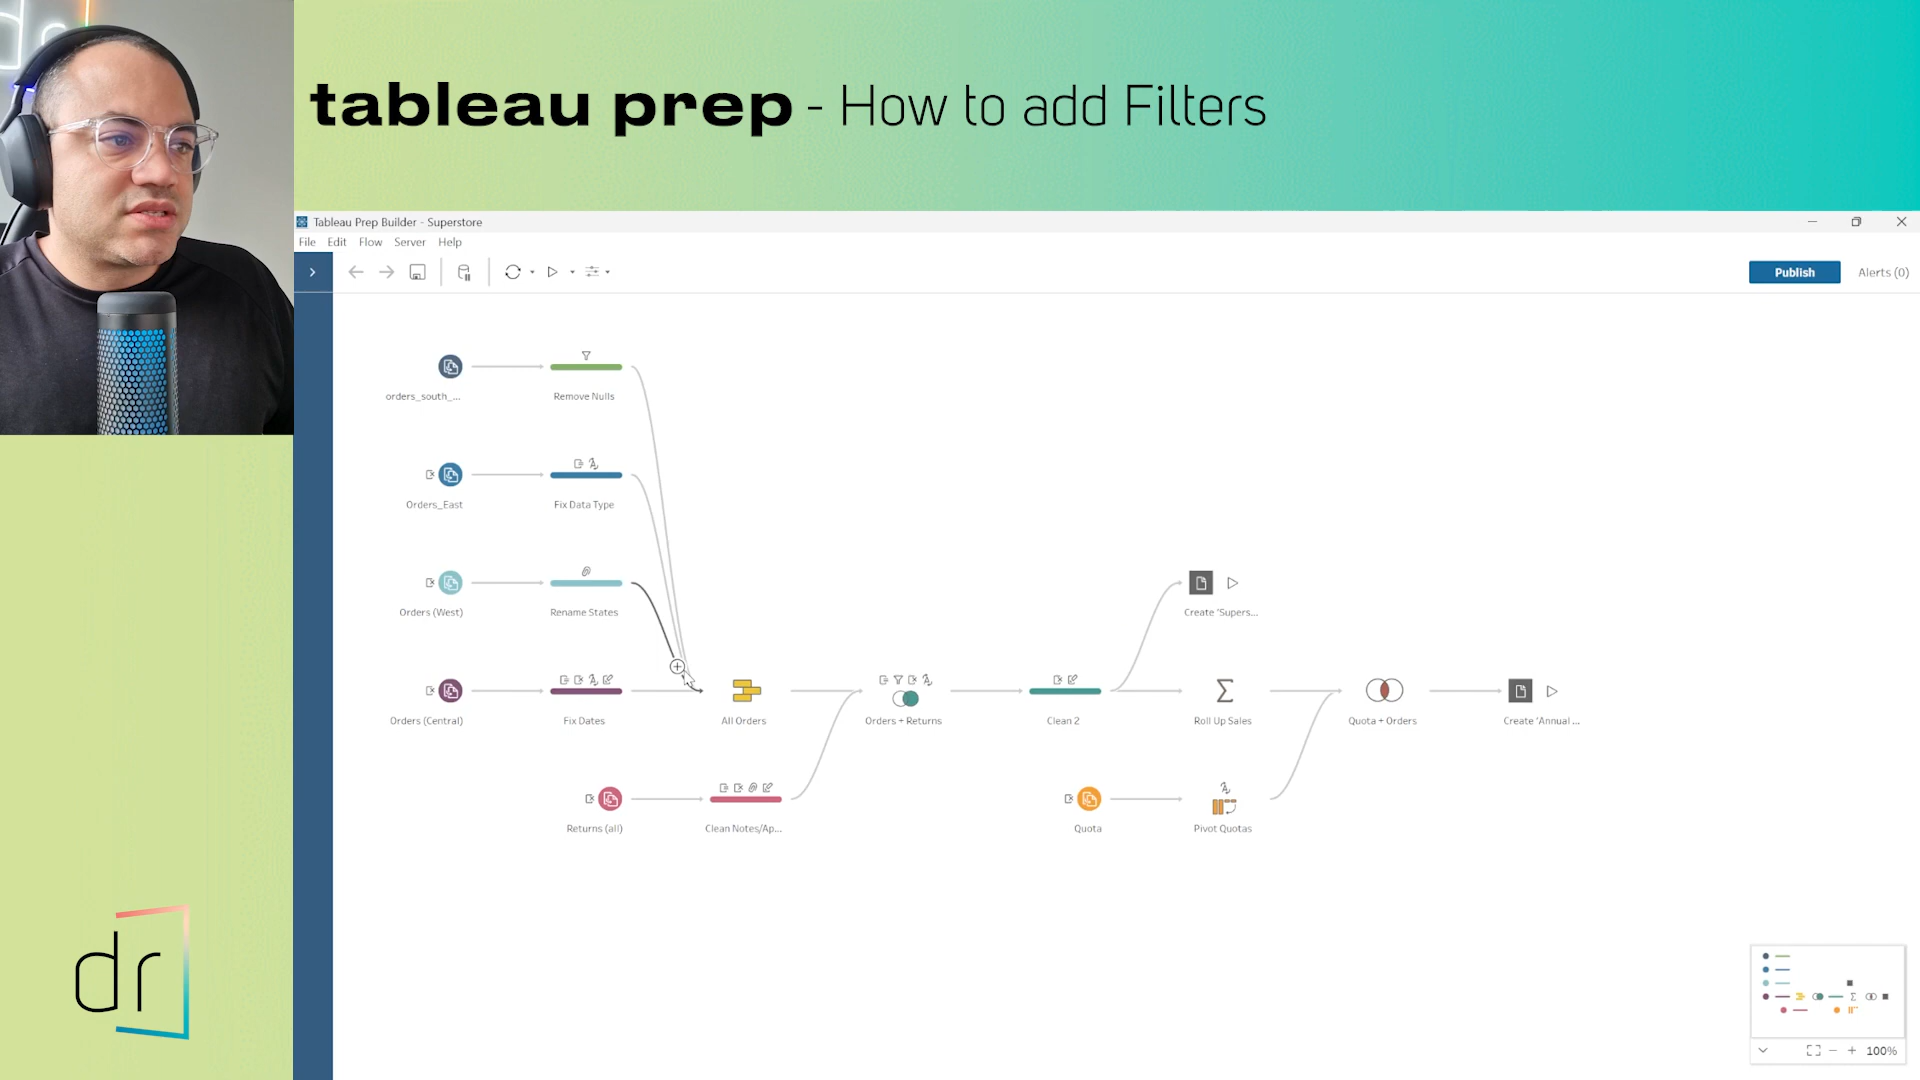 tableau prep - How to add Filters
Tableau Prep Builder - Superstore
File Edit Flow Server Help
Publish
Alerts (0)
orders_south_...
Remove Nulls
Orders_East
Fix Data Type
Orders (West)
Rename States
Create 'Supers...
Orders (Central)
Fix Dates
All Orders
Orders + Returns
Clean 2
Roll Up Sales
Quota + Orders
Create 'Annual ...
Returns (all)
Clean Notes/Ap...
Quota
Pivot Quotas
dr
100%